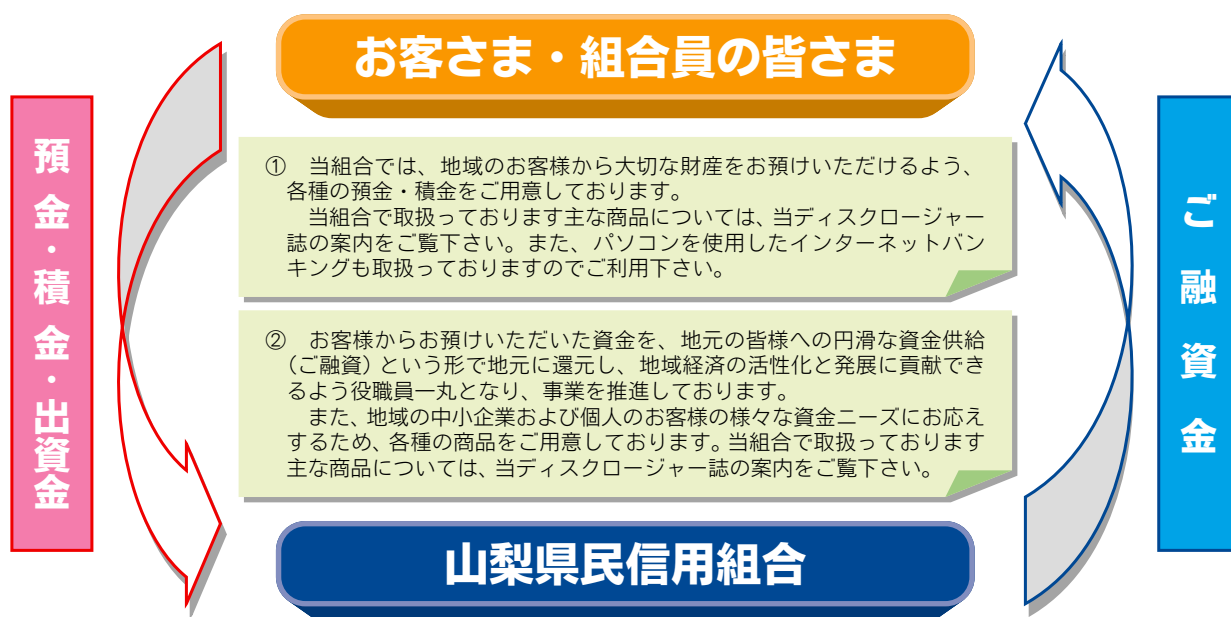 お客さま・組合員の皆さま
預金・積金・出資金
① 当組合では、地域のお客様から大切な財産をお預けいただけるよう、
各種の預金・積金をご用意しております。
当組合で取扱っております主な商品については、当ディスクロージャー
誌の案内をご覧下さい。また、パソコンを使用したインターネットバン
キングも取扱っておりますのでご利用下さい。
② お客様からお預けいただいた資金を、地元の皆様への円滑な資金供給
(ご融資)という形で地元に還元し、地域経済の活性化と発展に貢献でき
るよう役職員一丸となり、事業を推進しております。
また、地域の中小企業および個人のお客様の様々な資金ニーズにお応え
するため、各種の商品をご用意しております。当組合で取扱っております
主な商品については、当ディスクロージャー誌の案内をご覧下さい。
ご融資金
山梨県民信用組合